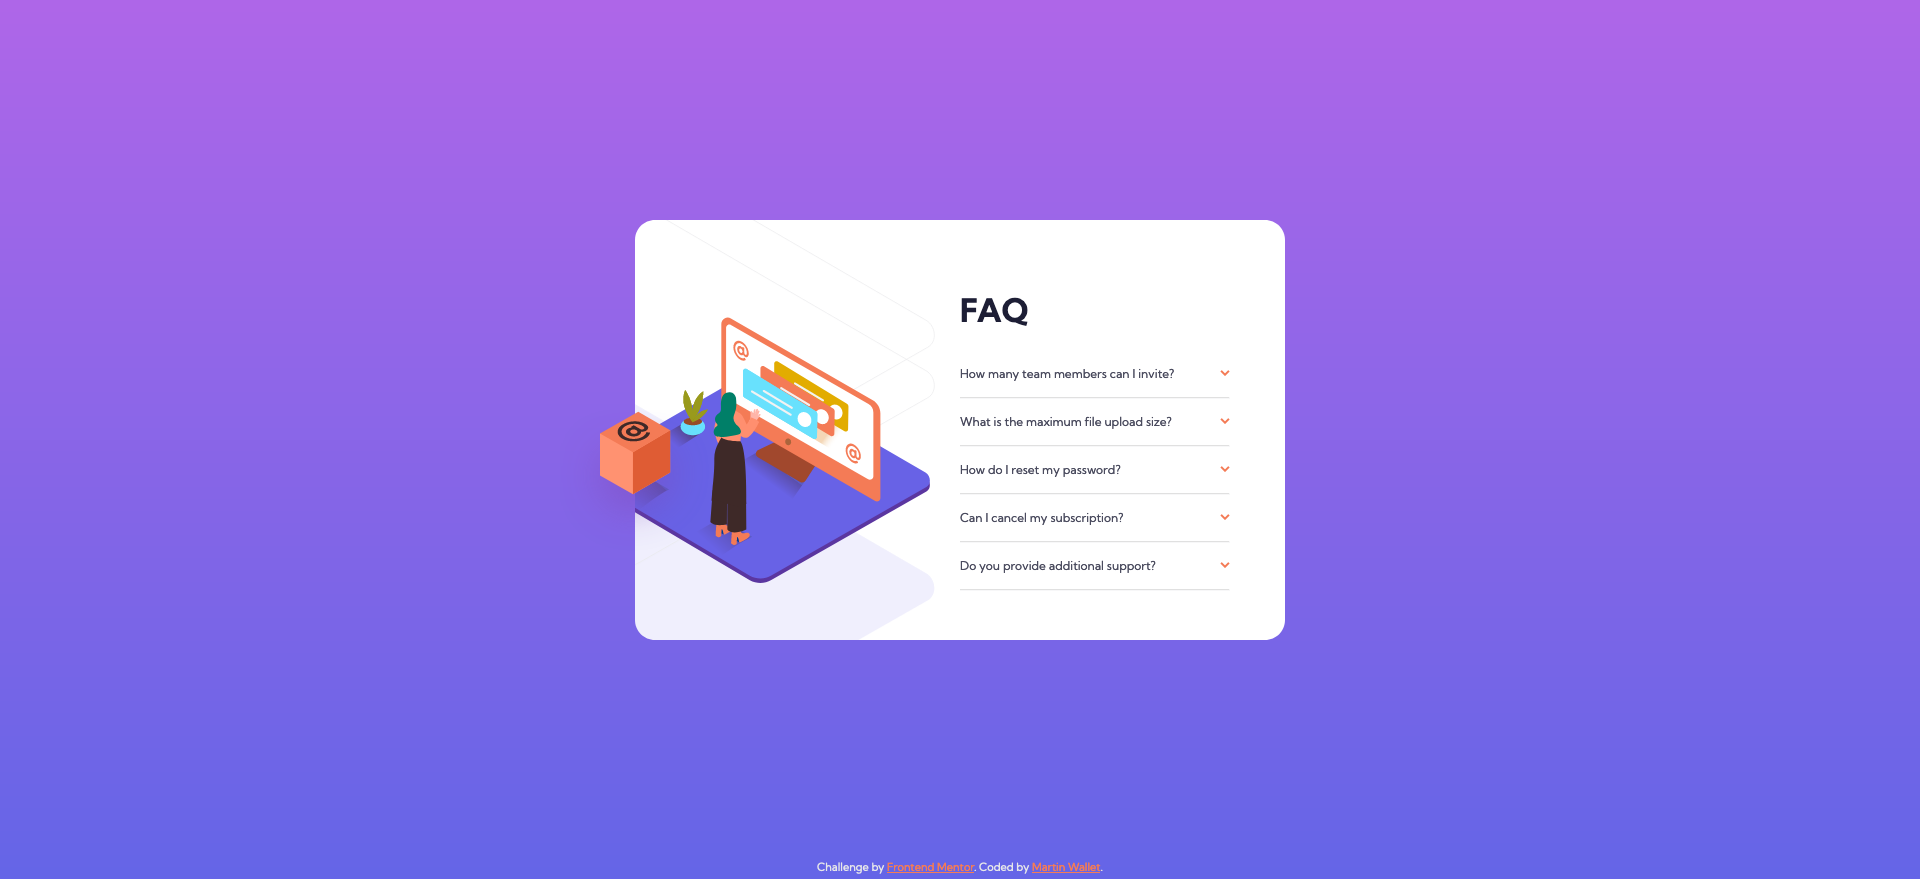 FAQ
How many team members can I invite?
What is the maximum file upload size?
How do I reset my password?
Can I cancel my subscription?
Do you provide additional support?
Challenge by Frontend Mentor. Coded by Martin Wallet.